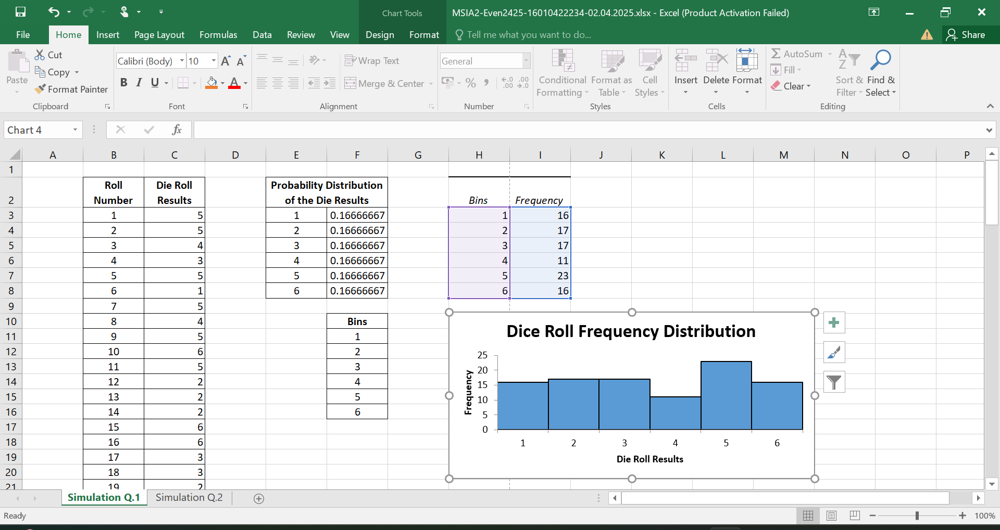 Chart Tools
MSIA2-Even2425-16010422234-02.04.2025.xlsx - Excel (Product Activation Failed)
File Home Insert Page Layout Formulas Data Review View Design Format Tell me what you want to do... Share
Paste
Cut
Copy
Format Painter
Clipboard
Calibri (Body) 10
A A
B I U A
Font
Wrap Text
Merge & Center
Alignment
General
% , .0 .00 .00 .0
Number
Conditional Formatting
Format as Table
Cell Styles
Styles
Insert Delete Format
Cells
AutoSum
Fill
Clear
Sort & Filter
Find & Select
Editing
Chart 4 fx
A B C D E F G H I J K L M N O P
1
2 Roll Number Die Roll Results Probability Distribution of the Die Results Bins Frequency
3 1 5 1 0.16666667 1 16
4 2 5 2 0.16666667 2 17
5 3 4 3 0.16666667 3 17
6 4 3 4 0.16666667 4 11
7 5 5 5 0.16666667 5 23
8 6 1 6 0.16666667 6 16
9 7 5
10 8 4 Bins
11 9 5 1
12 10 6 2
13 11 5 3
14 12 2 4
15 13 2 5
16 14 2 6
17 15 6
18 16 6
19 17 3
20 18 3
21 19 2
Dice Roll Frequency Distribution
Frequency
25
20
15
10
5
0
1 2 3 4 5 6
Die Roll Results
Simulation Q.1 Simulation Q.2
Ready 100%